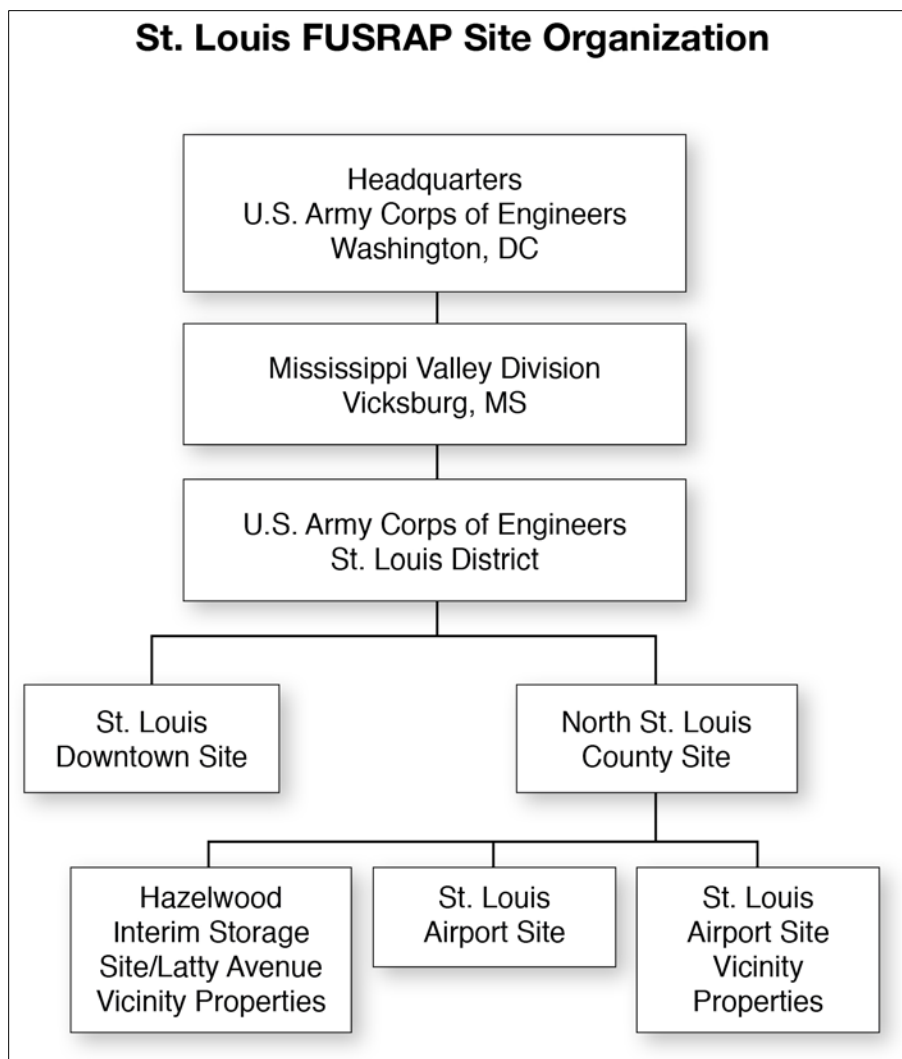 St. Louis FUSRAP Site Organization
Headquarters
U.S. Army Corps of Engineers
Washington, DC
Mississippi Valley Division
Vicksburg, MS
U.S. Army Corps of Engineers
St. Louis District
St. Louis
Downtown Site
North St. Louis
County Site
Hazelwood
Interim Storage
Site/Latty Avenue
Vicinity Properties
St. Louis
Airport Site
St. Louis
Airport Site
Vicinity
Properties